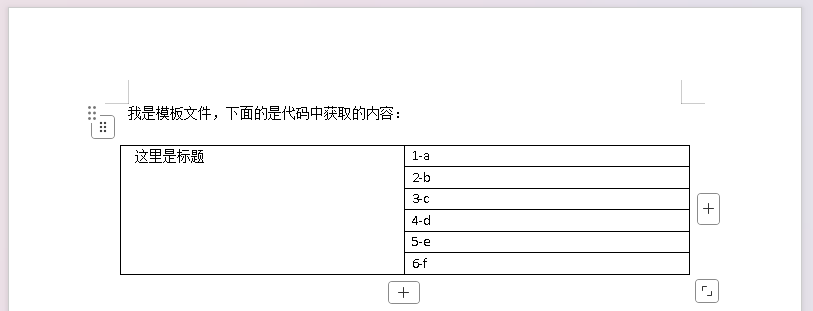 我是模板文件，下面的是代码中获取的内容：
这里是标题
1-a
2-b
3-c
4-d
5-e
6-f